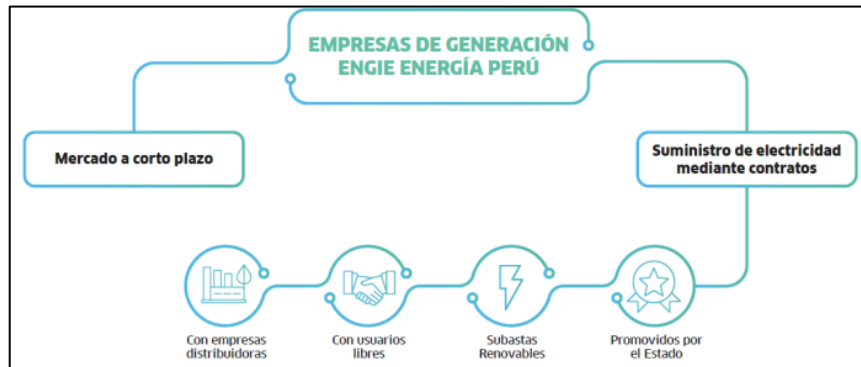 EMPRESAS DE GENERACIÓN
ENGIE ENERGÍA PERÚ
Mercado a corto plazo
Suministro de electricidad
mediante contratos
Con empresas
distribuidoras
Con usuarios
libres
Subastas
Renovables
Promovidos por
el Estado